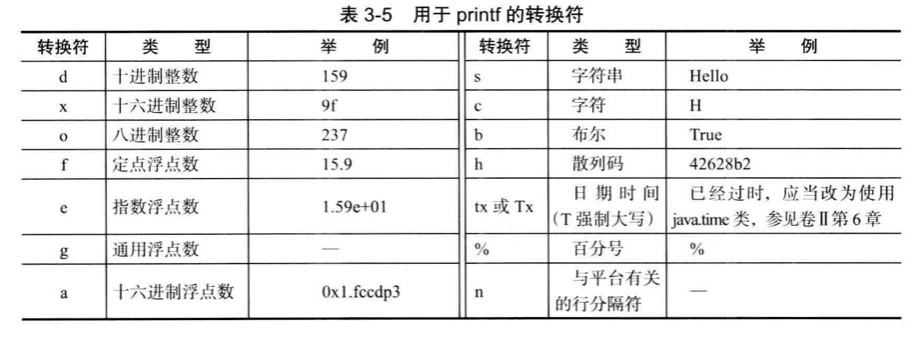 表 3-5 用于 printf 的转换符
转换符 类 型 举 例 转换符 类 型 举 例
d 十进制整数 159 s 字符串 Hello
x 十六进制整数 9f c 字符 H
o 八进制整数 237 b 布尔 True
f 定点浮点数 15.9 h 散列码 42628b2
e 指数浮点数 1.59e+01 tx 或 Tx 日期时间 已经过时，应当改为使用
(T 强制大写) java.time 类，参见卷Ⅱ第 6 章
g 通用浮点数 — % 百分号 %
a 十六进制浮点数 0x1.fccdp3 n 与平台有关
的行分隔符 —